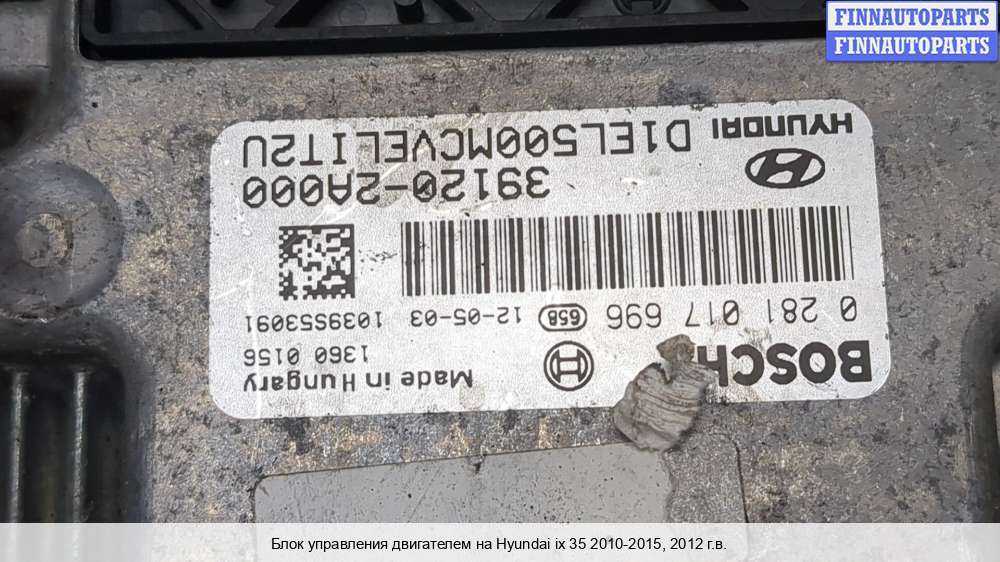 FINNAUTOPARTS
FINNAUTOPARTS
BOSCH
Made in Hungary
1360 0156
0 281 017 696 65B 12-05-03 1039S53091
39120-2A000
HYUNDAI D1EL500MCVELIT2U
Блок управления двигателем на Hyundai ix 35 2010-2015, 2012 г.в.